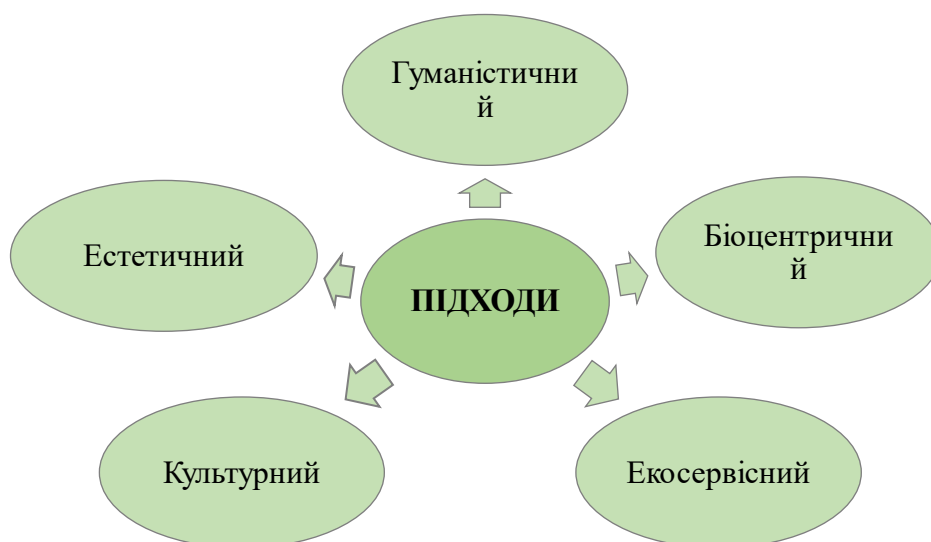 Гуманістични
й
Естетичний
Біоцентрични
й
ПІДХОДИ
Культурний
Екосервісний